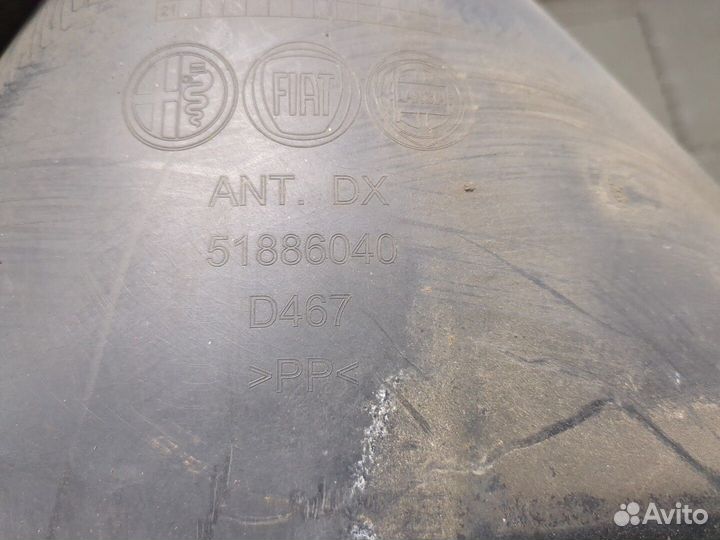 FIAT
ANT. DX
51886040
D467
>PP<
Avito